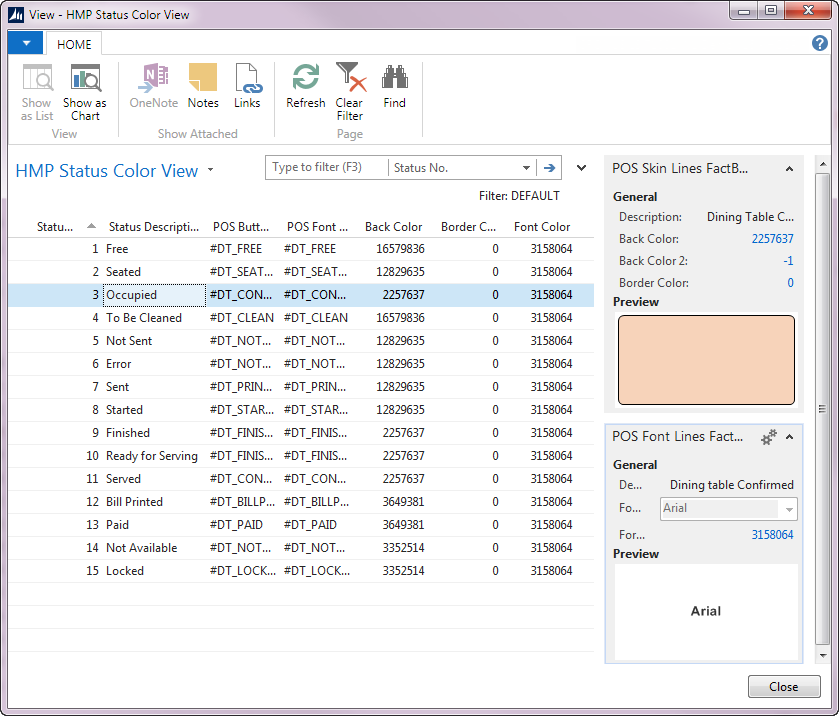 View - HMP Status Color View
HOME
Show as List
Show as Chart
OneNote
Notes
Links
Refresh
Clear Filter
Find
View
Show Attached
Page
HMP Status Color View
Type to filter (F3)
Status No.
Filter: DEFAULT
Statu... Status Descripti... POS Butt... POS Font ... Back Color Border C... Font Color
1 Free #DT_FREE #DT_FREE 16579836 0 3158064
2 Seated #DT_SEAT... #DT_SEAT... 12829635 0 3158064
3 Occupied #DT_CON... #DT_CON... 2257637 0 3158064
4 To Be Cleaned #DT_CLEAN #DT_CLEAN 16579836 0 3158064
5 Not Sent #DT_NOT... #DT_NOT... 12829635 0 3158064
6 Error #DT_NOT... #DT_NOT... 12829635 0 3158064
7 Sent #DT_PRIN... #DT_PRIN... 12829635 0 3158064
8 Started #DT_STAR... #DT_STAR... 12829635 0 3158064
9 Finished #DT_FINIS... #DT_FINIS... 2257637 0 3158064
10 Ready for Serving #DT_FINIS... #DT_FINIS... 2257637 0 3158064
11 Served #DT_CON... #DT_CON... 2257637 0 3158064
12 Bill Printed #DT_BILLP... #DT_BILLP... 3649381 0 3158064
13 Paid #DT_PAID #DT_PAID 3649381 0 3158064
14 Not Available #DT_NOT... #DT_NOT... 3352514 0 3158064
15 Locked #DT_LOCK... #DT_LOCK... 3352514 0 3158064
POS Skin Lines FactB...
General
Description: Dining Table C...
Back Color: 2257637
Back Color 2: -1
Border Color: 0
Preview
POS Font Lines Fact...
General
De... Dining table Confirmed
Fo... Arial
For... 3158064
Preview
Arial
Close